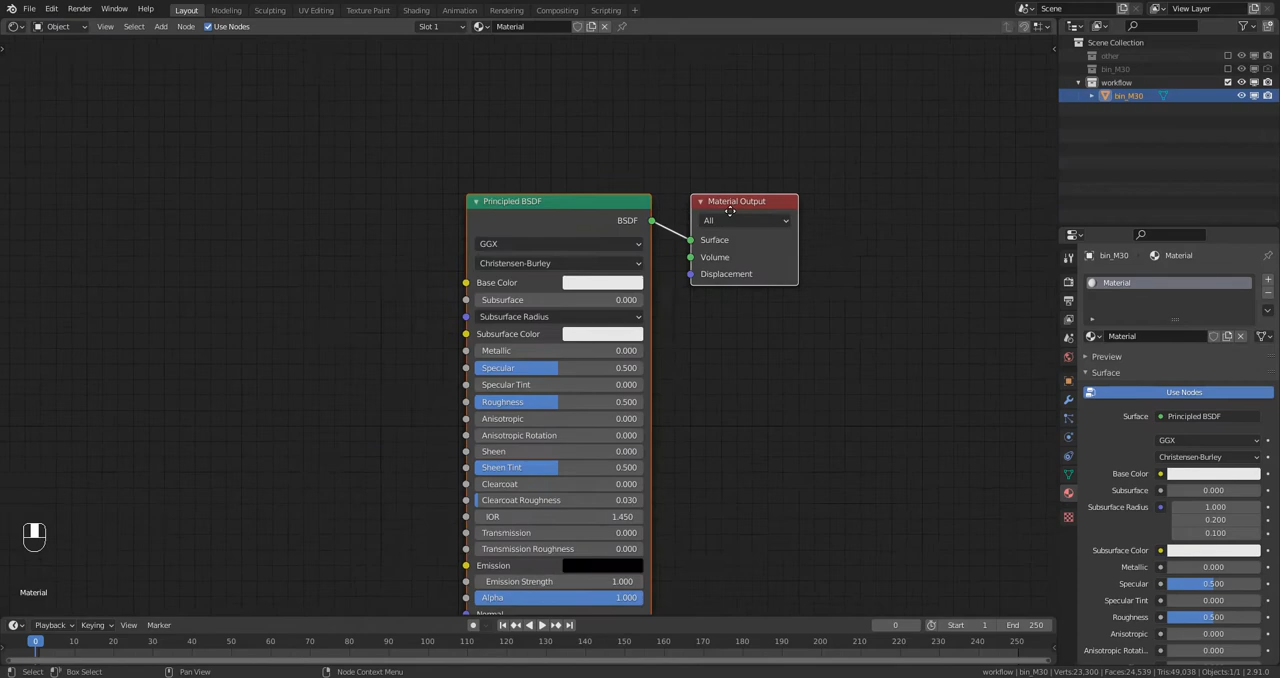 File Edit Render Window Help Layout Modeling Sculpting UV Editing Texture Paint Shading Animation Rendering Compositing Scripting + Scene View Layer
Object View Select Add Node Use Nodes Slot 1 Material
Scene Collection
other
bin_M30
workflow
bin_M30
Principled BSDF
BSDF
GGX
Christensen-Burley
Base Color
Subsurface 0.000
Subsurface Radius
Subsurface Color
Metallic 0.000
Specular 0.500
Specular Tint 0.000
Roughness 0.500
Anisotropic 0.000
Anisotropic Rotation 0.000
Sheen 0.000
Sheen Tint 0.500
Clearcoat 0.000
Clearcoat Roughness 0.030
IOR 1.450
Transmission 0.000
Transmission Roughness 0.000
Emission
Emission Strength 1.000
Alpha 1.000
Normal
Material Output
All
Surface
Volume
Displacement
bin_M30 Material
Material
Material
Preview
Surface
Use Nodes
Surface Principled BSDF
GGX
Christensen-Burley
Base Color
Subsurface 0.000
Subsurface Radius 1.000
0.200
0.100
Subsurface Color
Metallic 0.000
Specular 0.500
Specular Tint 0.000
Roughness 0.500
Anisotropic 0.000
Anisotropic Rotati... 0.000
Material
Playback Keying View Marker 0 Start 1 End 250
0 10 20 30 40 50 60 70 80 90 100 110 120 130 140 150 160 170 180 190 200 210 220 230 240 250
Select Box Select Pan View Node Context Menu workflow | bin_M30 | Verts:23,300 | Faces:24,539 | Tris:49,038 | Objects:1/1 | 2.91.0